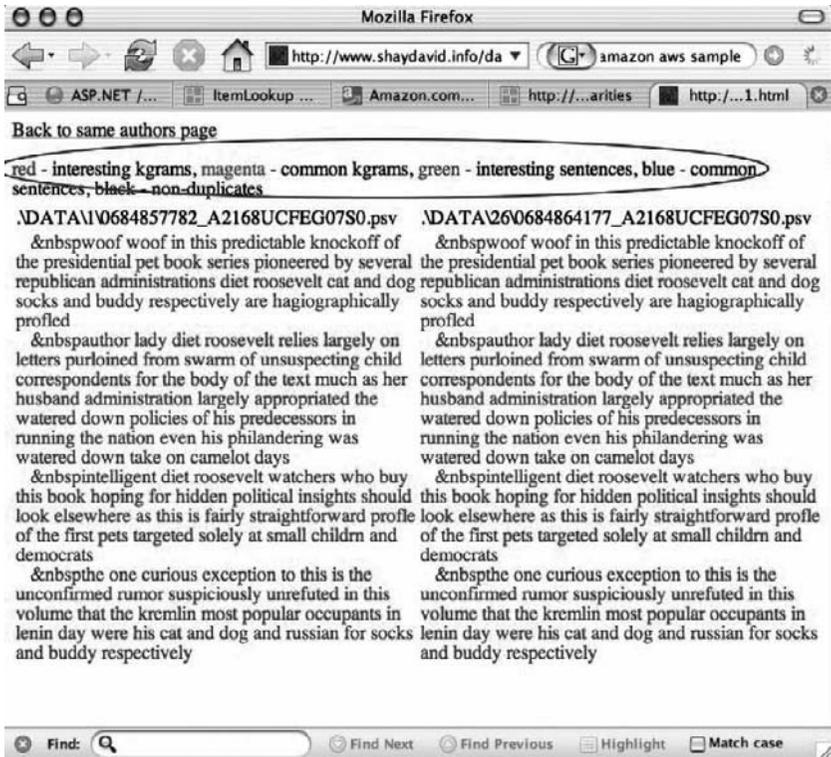 Mozilla Firefox
http://www.shaydavid.info/da
G
amazon aws sample
ASP.NET /...
ItemLookup ...
Amazon.com...
http://...arities
http:/...1.html
Back to same authors page
red - interesting kgrams, magenta - common kgrams, green - interesting sentences, blue - common
sentences, black - non-duplicates
.\DATA\1\0684857782_A2168UCFEG07S0.psv
&nbspwoof woof in this predictable knockoff of
the presidential pet book series pioneered by several
republican administrations diet roosevelt cat and dog
socks and buddy respectively are hagiographically
profled
&nbspauthor lady diet roosevelt relies largely on
letters purloined from swarm of unsuspecting child
correspondents for the body of the text much as her
husband administration largely appropriated the
watered down policies of his predecessors in
running the nation even his philandering was
watered down take on camelot days
&nbspintelligent diet roosevelt watchers who buy
this book hoping for hidden political insights should
look elsewhere as this is fairly straightforward profle
of the first pets targeted solely at small childrn and
democrats
&nbspthe one curious exception to this is the
unconfirmed rumor suspiciously unrefuted in this
volume that the kremlin most popular occupants in
lenin day were his cat and dog and russian for socks
and buddy respectively
.\DATA\26\0684864177_A2168UCFEG07S0.psv
&nbspwoof woof in this predictable knockoff of
the presidential pet book series pioneered by several
republican administrations diet roosevelt cat and dog
socks and buddy respectively are hagiographically
profled
&nbspauthor lady diet roosevelt relies largely on
letters purloined from swarm of unsuspecting child
correspondents for the body of the text much as her
husband administration largely appropriated the
watered down policies of his predecessors in
running the nation even his philandering was
watered down take on camelot days
&nbspintelligent diet roosevelt watchers who buy
this book hoping for hidden political insights should
look elsewhere as this is fairly straightforward profle
of the first pets targeted solely at small childrn and
democrats
&nbspthe one curious exception to this is the
unconfirmed rumor suspiciously unrefuted in this
volume that the kremlin most popular occupants in
lenin day were his cat and dog and russian for socks
and buddy respectively
Find:
Find Next
Find Previous
Highlight
Match case